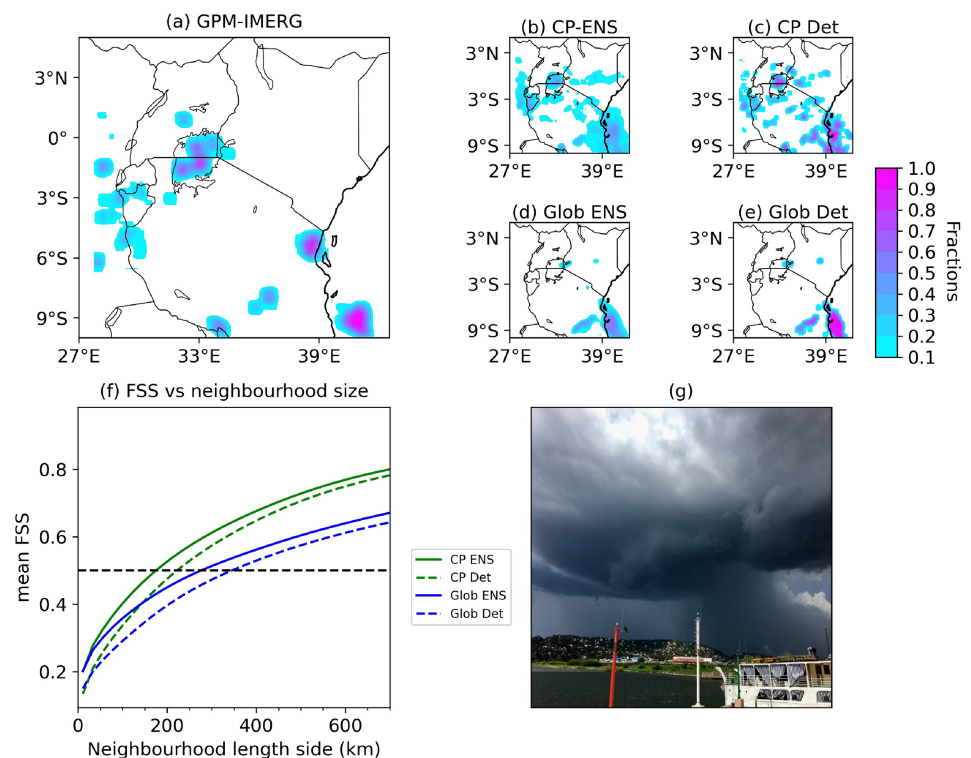 (a) GPM-IMERG
3°N
0°
3°S
6°S
9°S
27°E 33°E 39°E
(b) CP-ENS
3°N
3°S
9°S
27°E 39°E
(c) CP Det
3°N
3°S
9°S
27°E 39°E
(d) Glob ENS
3°N
3°S
9°S
27°E 39°E
(e) Glob Det
3°N
3°S
9°S
27°E 39°E
1.0
0.9
0.8
0.7
0.6
0.5
0.4
0.3
0.2
0.1
Fractions
(f) FSS vs neighbourhood size
mean FSS
0.8
0.6
0.4
0.2
0 200 400 600
Neighbourhood length side (km)
CP ENS
CP Det
Glob ENS
Glob Det
(g)